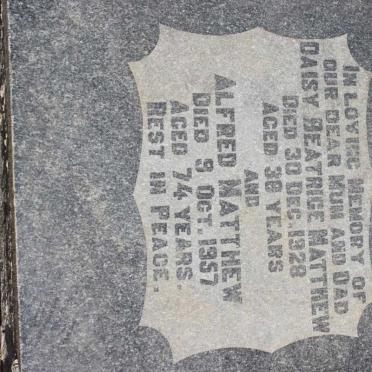 IN LOVING MEMORY OF
OUR DEAR MUM AND DAD
DAISY BEATRICE MATTHEW
DIED 30 DEC. 1928
AGED 38 YEARS
AND
ALFRED MATTHEW
DIED 9 OCT. 1957
AGED 74 YEARS.
REST IN PEACE.